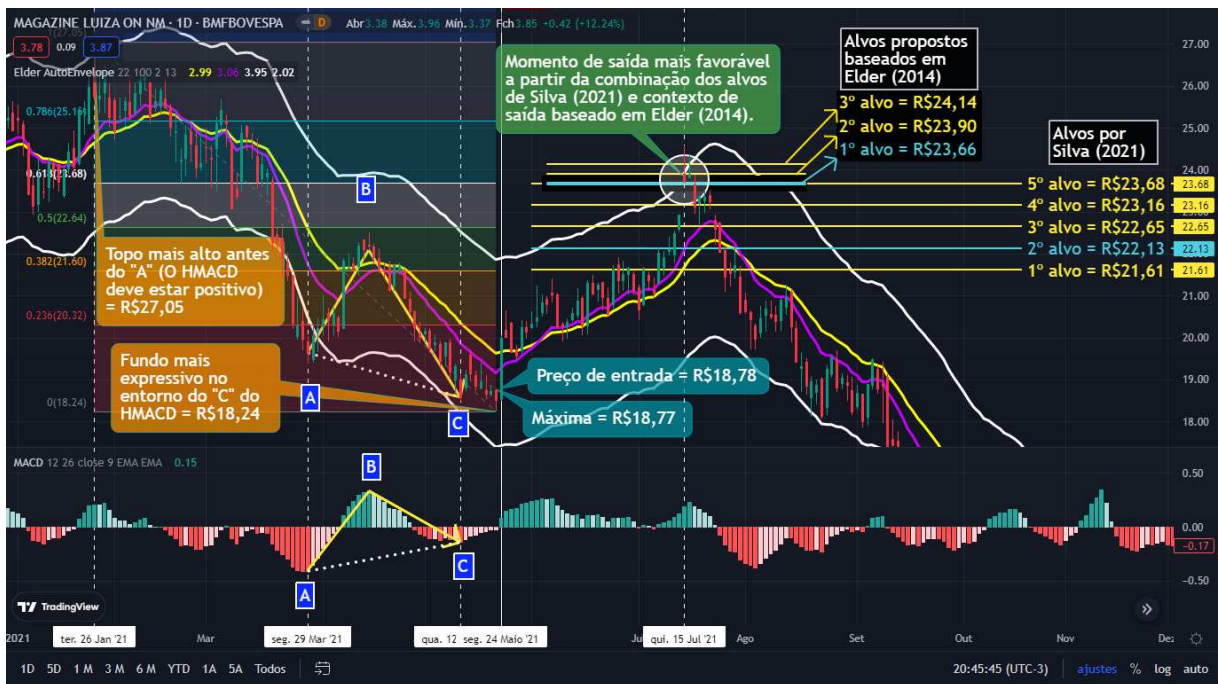 MAGAZINE LUIZA ON NM · 1D · BMFBOVESPA D Abr3.38 Máx.3.96 Mín.3.37 Fch3.85 +0.42 (+12.24%)
1(27.05)
3.78 0.09 3.87
Elder AutoEnvelope 22 100 2 13 2.99 3.06 3.95 2.02
0.786(25.16)
0.618(23.68)
0.5(22.64)
0.382(21.60)
0.236(20.32)
0(18.24)
Topo mais alto antes
do "A" (O HMACD
deve estar positivo)
= R$27,05
Fundo mais
expressivo no
entorno do "C" do
HMACD = R$18,24
A
B
C
Momento de saída mais favorável
a partir da combinação dos alvos
de Silva (2021) e contexto de
saída baseado em Elder (2014).
Preço de entrada = R$18,78
Máxima = R$18,77
Alvos propostos
baseados em
Elder (2014)
3º alvo = R$24,14
2º alvo = R$23,90
1º alvo = R$23,66
Alvos por
Silva (2021)
5º alvo = R$23,68 23.68
4º alvo = R$23,16 23.16
3º alvo = R$22,65 22.65
2º alvo = R$22,13 22.13
1º alvo = R$21,61 21.61
27.00
26.00
25.00
24.00
21.00
20.00
19.00
18.00
MACD 12 26 close 9 EMA EMA 0.15
B
A
C
0.50
0.00
−0.17
−0.50
TradingView
2021 ter. 26 Jan '21 Mar seg. 29 Mar '21 qua. 12 seg. 24 Maio '21 Ju qui. 15 Jul '21 Ago Set Out Nov Dez
1D 5D 1 M 3 M 6 M YTD 1A 5A Todos 20:45:45 (UTC-3) ajustes % log auto